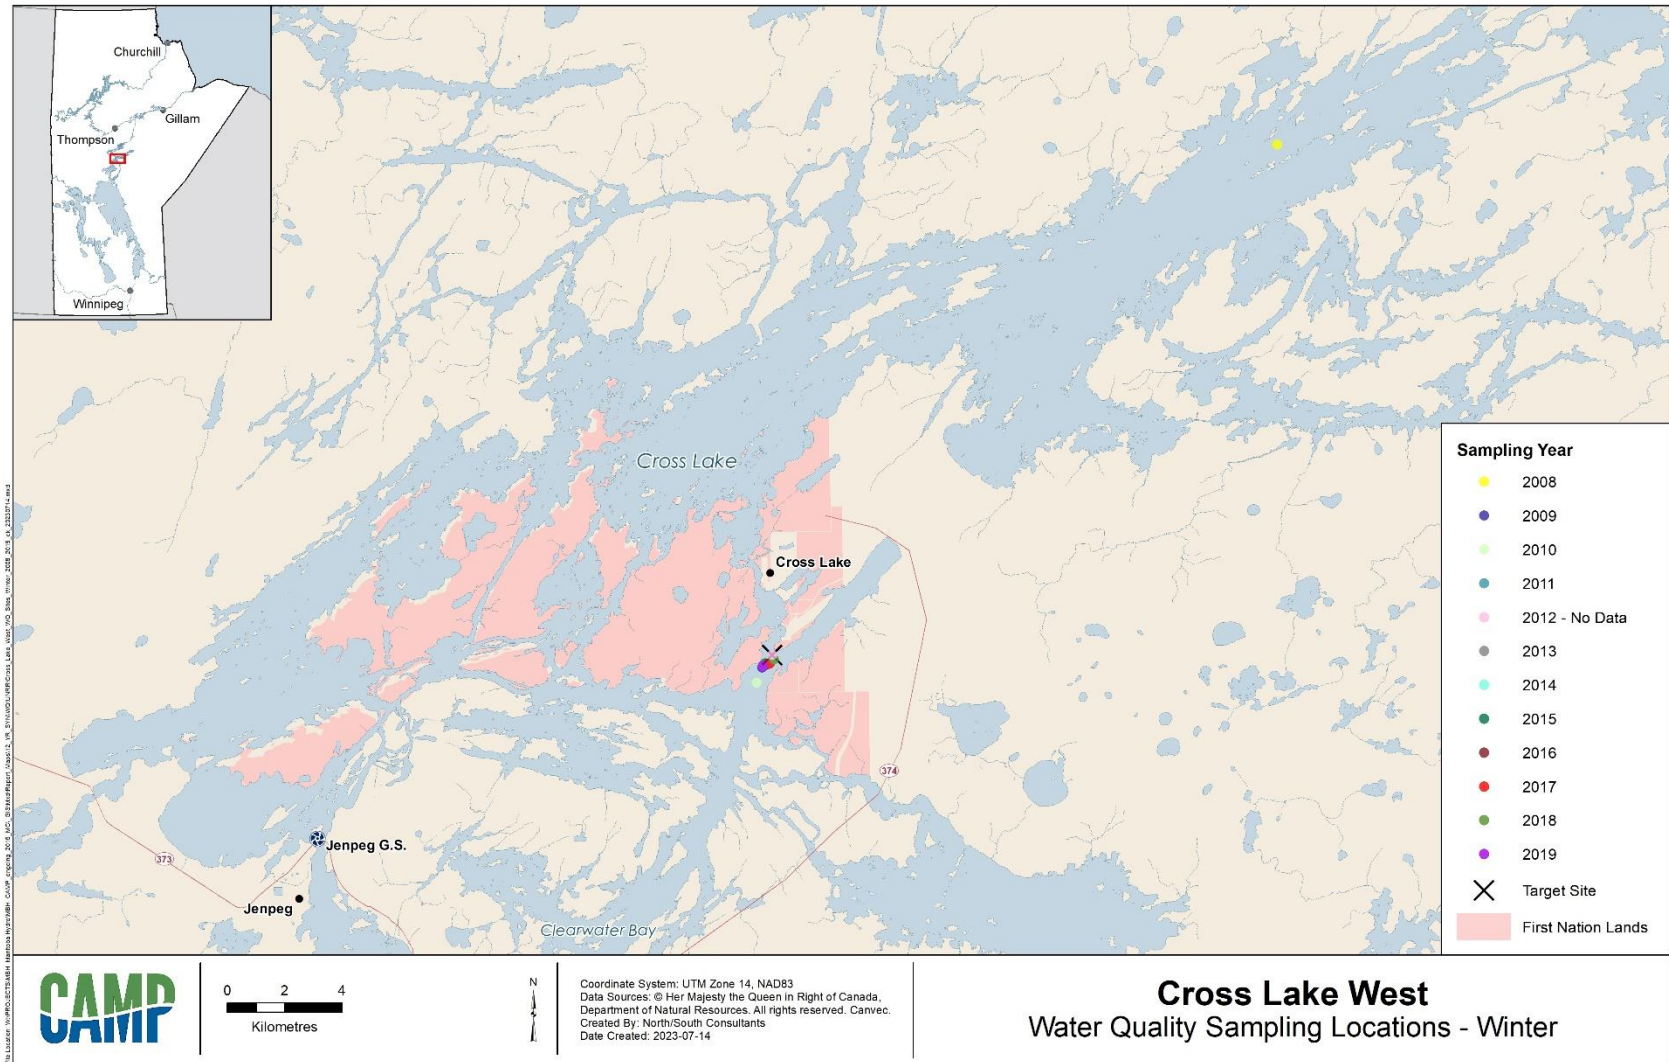 Churchill
Gillam
Thompson
Winnipeg
Cross Lake
Cross Lake
374
373
Jenpeg G.S.
Jenpeg
Clearwater Bay
Sampling Year
2008
2009
2010
2011
2012 - No Data
2013
2014
2015
2016
2017
2018
2019
Target Site
First Nation Lands
CAMP
0 2 4
Kilometres
N
Coordinate System: UTM Zone 14, NAD83
Data Sources: © Her Majesty the Queen in Right of Canada,
Department of Natural Resources. All rights reserved. Canvec.
Created By: North/South Consultants
Date Created: 2023-07-14
Cross Lake West
Water Quality Sampling Locations - Winter